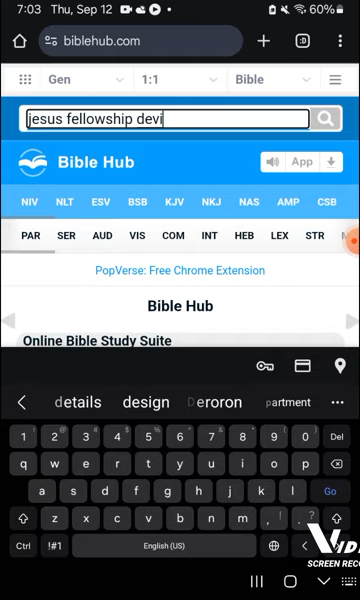 7:03 Thu, Sep 12 60%
biblehub.com :D
Gen 1:1 Bible
jesus fellowship devi
Bible Hub App
NIV NLT ESV BSB KJV NKJ NAS AMP CSB
PAR SER AUD VIS COM INT HEB LEX STR
PopVerse: Free Chrome Extension
Bible Hub
Online Bible Study Suite
details design Deroron partment
1 2 3 4 5 6 7 8 9 0 Del
q w e r t y u i o p
a s d f g h j k l Go
z x c v b n m , ! . ?
Ctrl !#1 English (US)
SCREEN REC